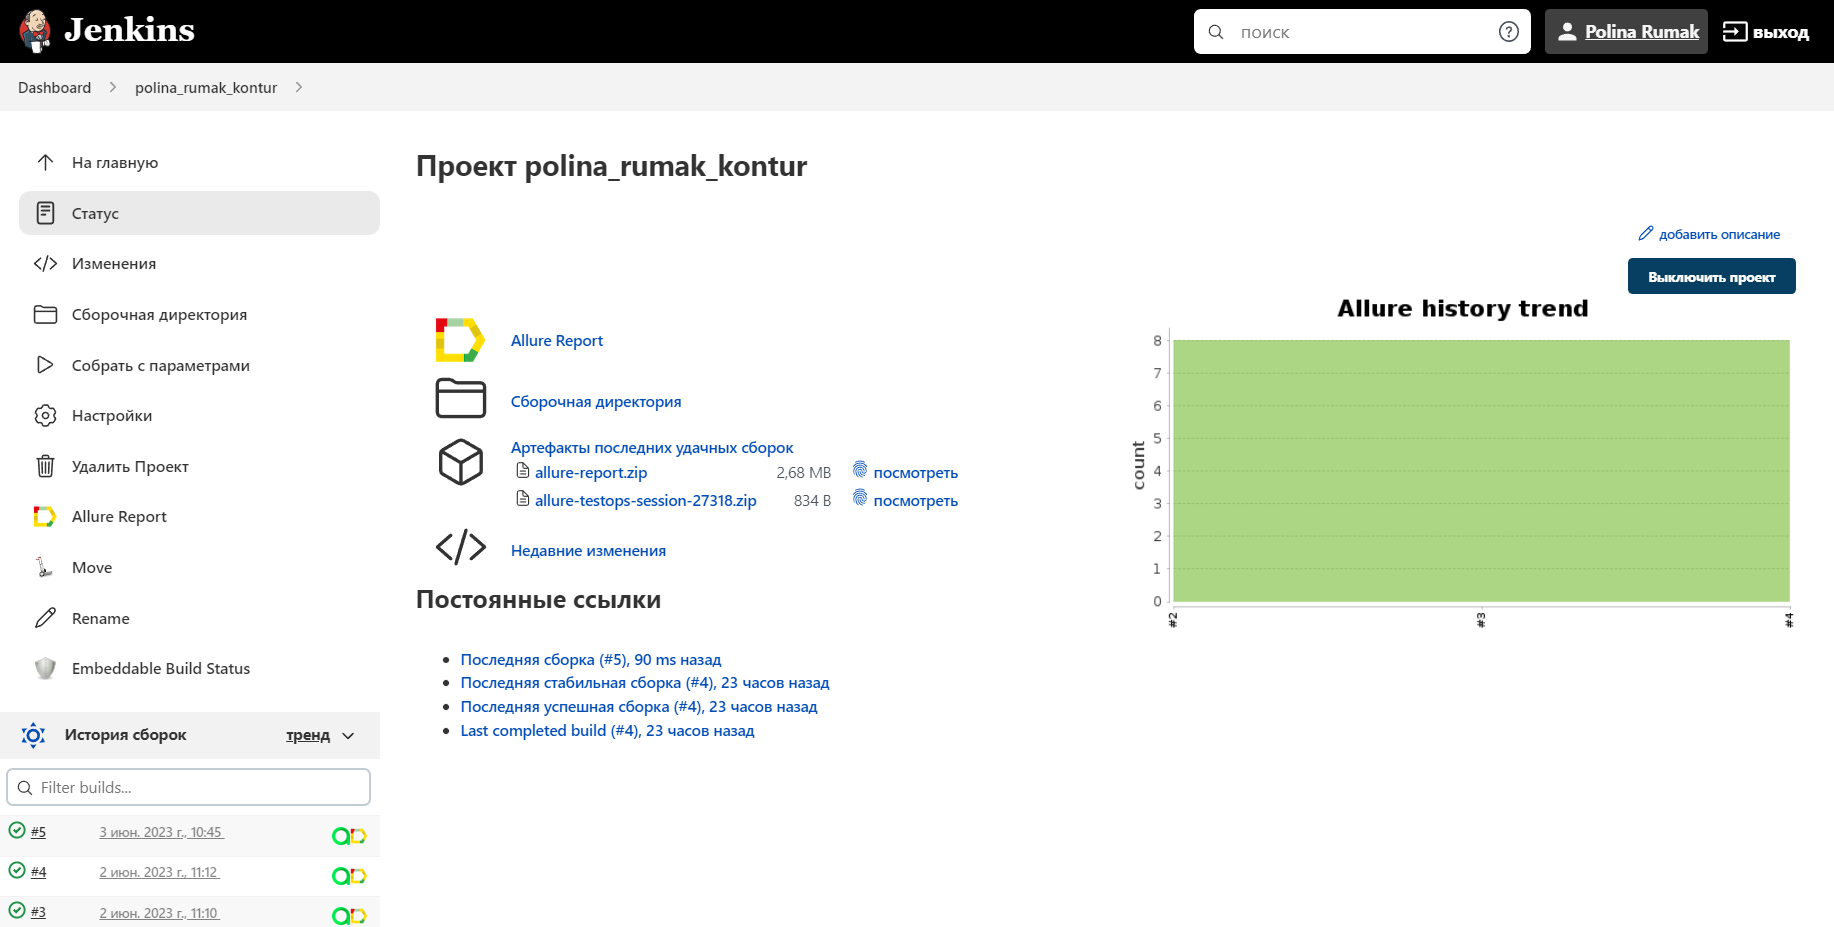 Jenkins
поиск
Polina Rumak
выход
Dashboard
polina_rumak_kontur
На главную
Статус
Изменения
Сборочная директория
Собрать с параметрами
Настройки
Удалить Проект
Allure Report
Move
Rename
Embeddable Build Status
История сборок
тренд
Filter builds...
#5 3 июн. 2023 г., 10:45
#4 2 июн. 2023 г., 11:12
#3 2 июн. 2023 г., 11:10
Проект polina_rumak_kontur
добавить описание
Выключить проект
Allure Report
Сборочная директория
Артефакты последних удачных сборок
allure-report.zip 2,68 MB посмотреть
allure-testops-session-27318.zip 834 B посмотреть
Недавние изменения
Постоянные ссылки
Последняя сборка (#5), 90 ms назад
Последняя стабильная сборка (#4), 23 часов назад
Последняя успешная сборка (#4), 23 часов назад
Last completed build (#4), 23 часов назад
Allure history trend
count
8
7
6
5
4
3
2
1
0
#2 #3 #4